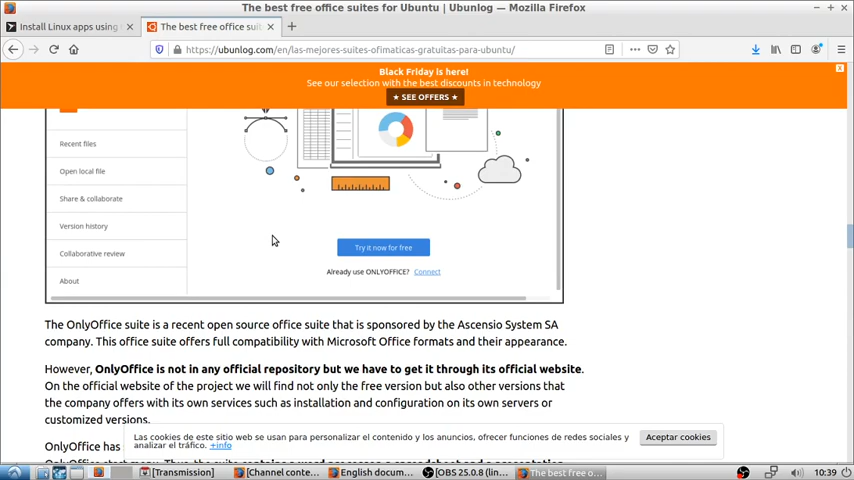 The best free office suites for Ubuntu | Ubunlog — Mozilla Firefox
Install Linux apps using
The best free office suites
https://ubunlog.com/en/las-mejores-suites-ofimaticas-gratuitas-para-ubuntu/
Black Friday is here!
See our selection with the best discounts in technology
★ SEE OFFERS ★
Recent files
Open local file
Share & collaborate
Version history
Collaborative review
About
Try it now for free
Already use ONLYOFFICE? Connect
The OnlyOffice suite is a recent open source office suite that is sponsored by the Ascensio System SA
company. This office suite offers full compatibility with Microsoft Office formats and their appearance.
However, OnlyOffice is not in any official repository but we have to get it through its official website.
On the official website of the project we will find not only the free version but also other versions that
the company offers with its own services such as installation and configuration on its own servers or
customized versions.
Las cookies de este sitio web se usan para personalizar el contenido y los anuncios, ofrecer funciones de redes sociales y
analizar el tráfico. +info
Aceptar cookies
OnlyOffice has
[Transmission]
[Channel conte...
English docum...
[OBS 25.0.8 (lin...
The best free o...
10:39